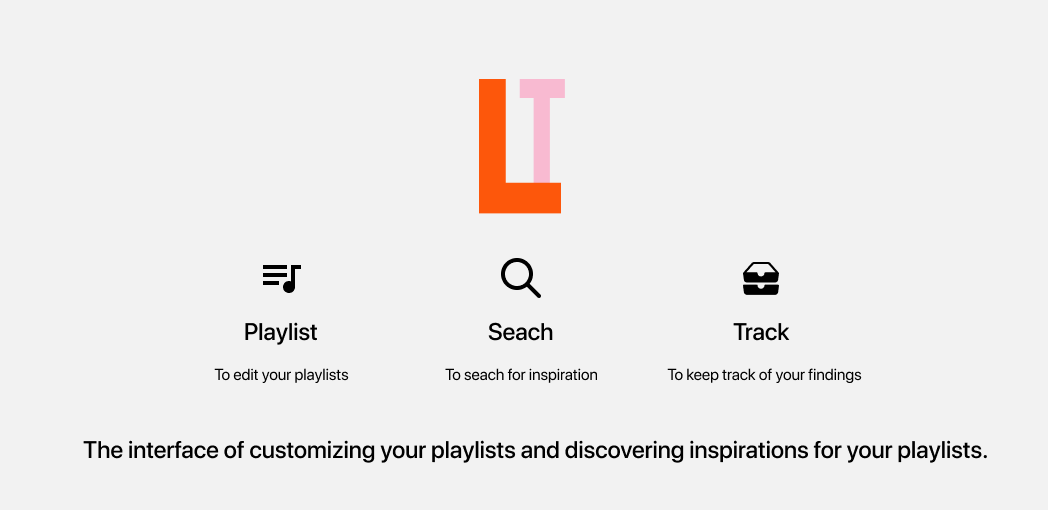 LI
Playlist
Seach
Track
To edit your playlists
To seach for inspiration
To keep track of your findings
The interface of customizing your playlists and discovering inspirations for your playlists.